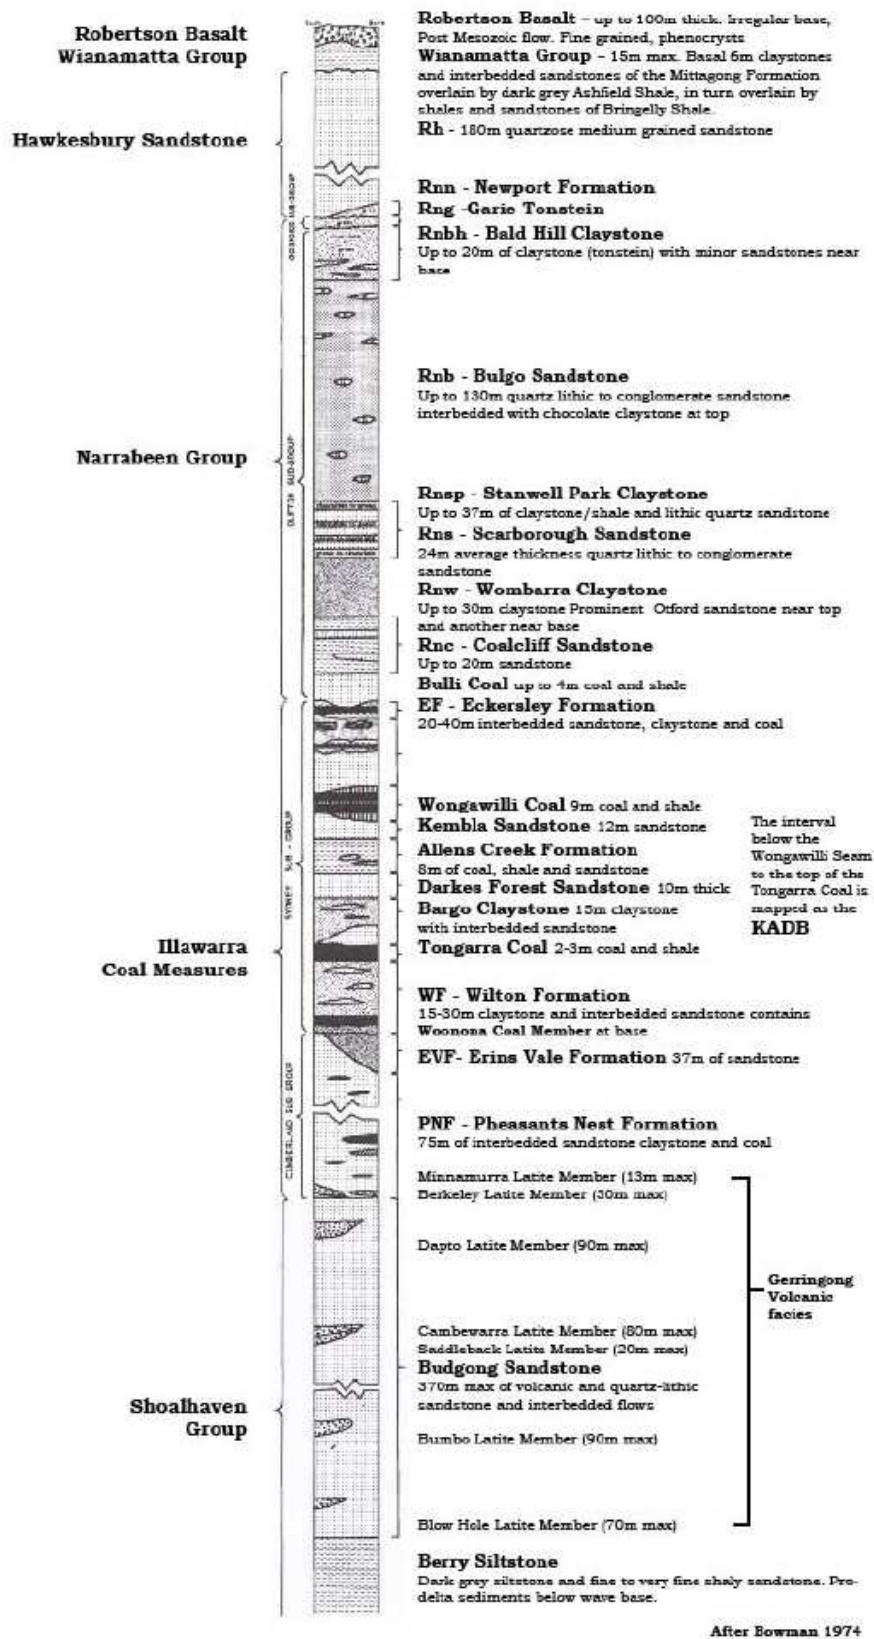 South North
Robertson Basalt
Wianamatta Group
Hawkesbury Sandstone
Narrabeen Group
Illawarra
Coal Measures
Shoalhaven
Group
GOSFORD SUB-GROUP
CLIFTON SUB-GROUP
SYDNEY SUB - GROUP
CUMBERLAND SUB GROUP
Robertson Basalt - up to 100m thick. Irregular base,
Post Mesozoic flow. Fine grained, phenocrysts
Wianamatta Group - 15m max. Basal 6m claystones
and interbedded sandstones of the Mittagong Formation
overlain by dark grey Ashfield Shale, in turn overlain by
shales and sandstones of Bringelly Shale.
Rh - 180m quartzose medium grained sandstone
Rnn - Newport Formation
Rng -Garie Tonstein
Rnbh - Bald Hill Claystone
Up to 20m of claystone (tonstein) with minor sandstones near
base
Rnb - Bulgo Sandstone
Up to 130m quartz lithic to conglomerate sandstone
interbedded with chocolate claystone at top
Rnsp - Stanwell Park Claystone
Up to 37m of claystone/shale and lithic quartz sandstone
Rns - Scarborough Sandstone
24m average thickness quartz lithic to conglomerate
sandstone
Rnw - Wombarra Claystone
Up to 30m claystone Prominent Otford sandstone near top
and another near base
Rnc - Coalcliff Sandstone
Up to 20m sandstone
Bulli Coal up to 4m coal and shale
EF - Eckersley Formation
20-40m interbedded sandstone, claystone and coal
Wongawilli Coal 9m coal and shale
Kembla Sandstone 12m sandstone
Allens Creek Formation
8m of coal, shale and sandstone
Darkes Forest Sandstone 10m thick
Bargo Claystone 15m claystone
with interbedded sandstone
Tongarra Coal 2-3m coal and shale
The interval
below the
Wongawilli Seam
to the top of the
Tongarra Coal is
mapped as the
KADB
WF - Wilton Formation
15-30m claystone and interbedded sandstone contains
Woonona Coal Member at base
EVF- Erins Vale Formation 37m of sandstone
PNF - Pheasants Nest Formation
75m of interbedded sandstone claystone and coal
Minnamurra Latite Member (13m max)
Berkeley Latite Member (30m max)
Dapto Latite Member (90m max)
Gerringong
Volcanic
facies
Cambewarra Latite Member (80m max)
Saddleback Latite Member (20m max)
Budgong Sandstone
370m max of volcanic and quartz-lithic
sandstone and interbedded flows
Bumbo Latite Member (90m max)
Blow Hole Latite Member (70m max)
Berry Siltstone
Dark grey siltstone and fine to very fine shaly sandstone. Pro-
delta sediments below wave base.
After Bowman 1974